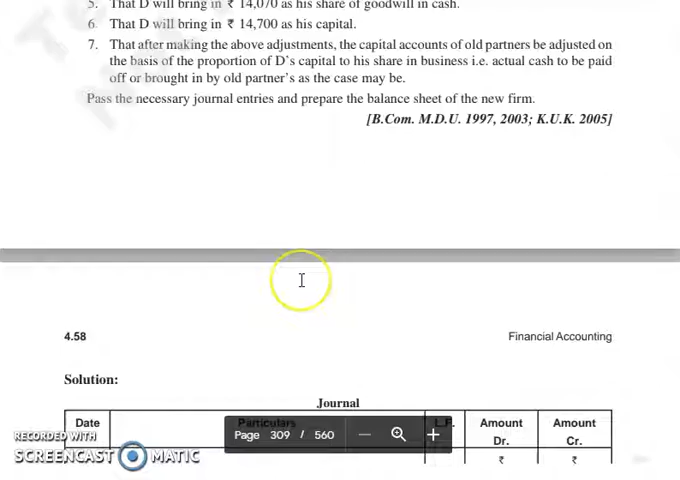 5. That D will bring in ₹ 14,070 as his share of goodwill in cash.
6. That D will bring in ₹ 14,700 as his capital.
7. That after making the above adjustments, the capital accounts of old partners be adjusted on
the basis of the proportion of D's capital to his share in business i.e. actual cash to be paid
off or brought in by old partner's as the case may be.
Pass the necessary journal entries and prepare the balance sheet of the new firm.
[B.Com. M.D.U. 1997, 2003; K.U.K. 2005]
4.58 Financial Accounting
Solution:
Journal
Date Particulars L.F. Amount Amount
Page 309 / 560
Dr. Cr.
₹ ₹
RECORDED WITH
SCREENCAST MATIC